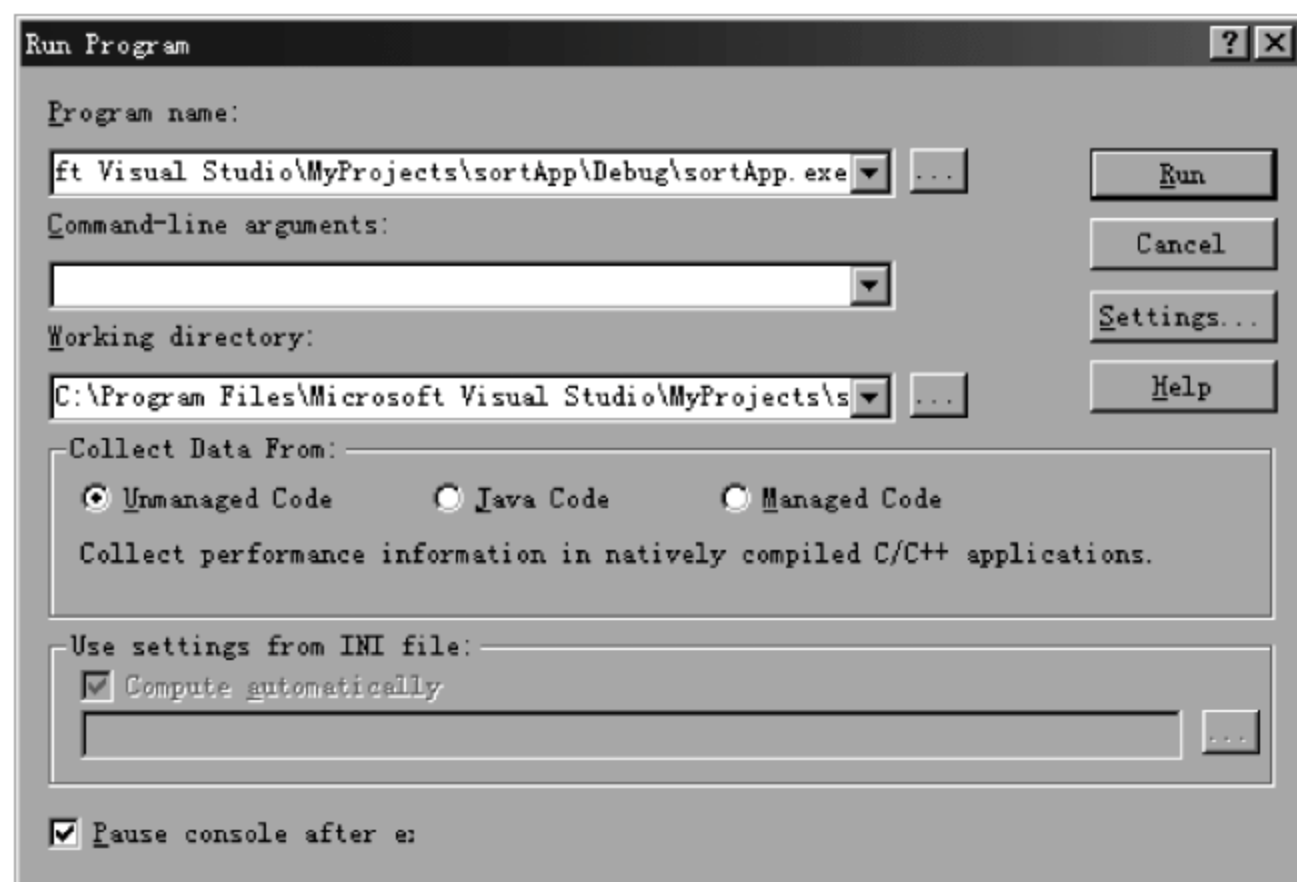 Run Program
Program name:
ft Visual Studio\MyProjects\sortApp\Debug\sortApp.exe
...
Run
Command-line arguments:
Cancel
Settings...
Working directory:
C:\Program Files\Microsoft Visual Studio\MyProjects\s
...
Help
Collect Data From:
Unmanaged Code
Java Code
Managed Code
Collect performance information in natively compiled C/C++ applications.
Use settings from INI file:
Compute automatically
...
Pause console after